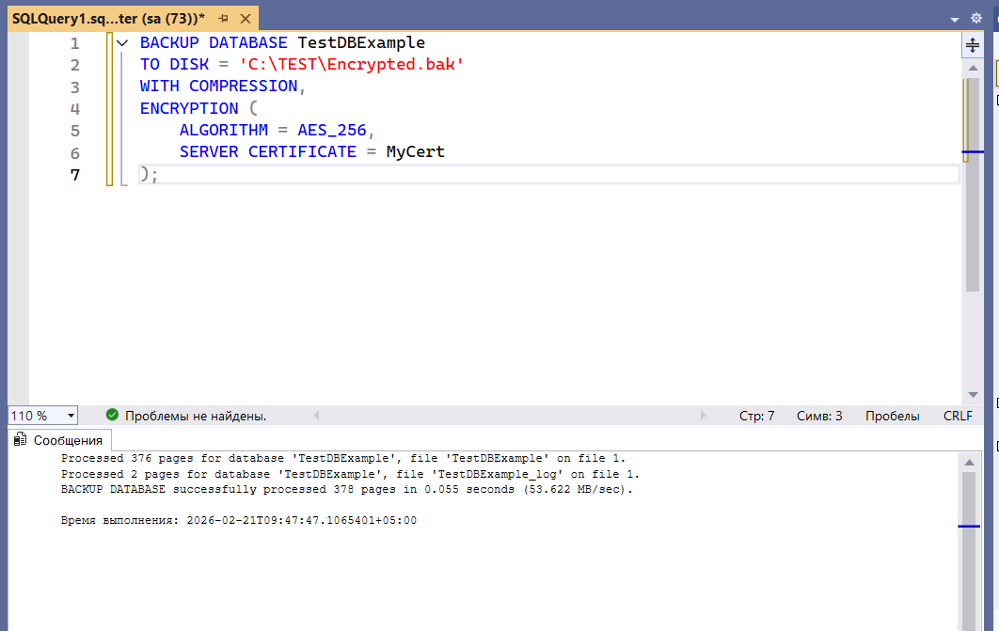 SQLQuery1.sq...ter (sa (73))*
1 BACKUP DATABASE TestDBExample
2 TO DISK = 'C:\TEST\Encrypted.bak'
3 WITH COMPRESSION,
4 ENCRYPTION (
5 ALGORITHM = AES_256,
6 SERVER CERTIFICATE = MyCert
7 );
110 % Проблемы не найдены. Стр: 7 Симв: 3 Пробелы CRLF
Сообщения
Processed 376 pages for database 'TestDBExample', file 'TestDBExample' on file 1.
Processed 2 pages for database 'TestDBExample', file 'TestDBExample_log' on file 1.
BACKUP DATABASE successfully processed 378 pages in 0.055 seconds (53.622 MB/sec).
Время выполнения: 2026-02-21T09:47:47.1065401+05:00